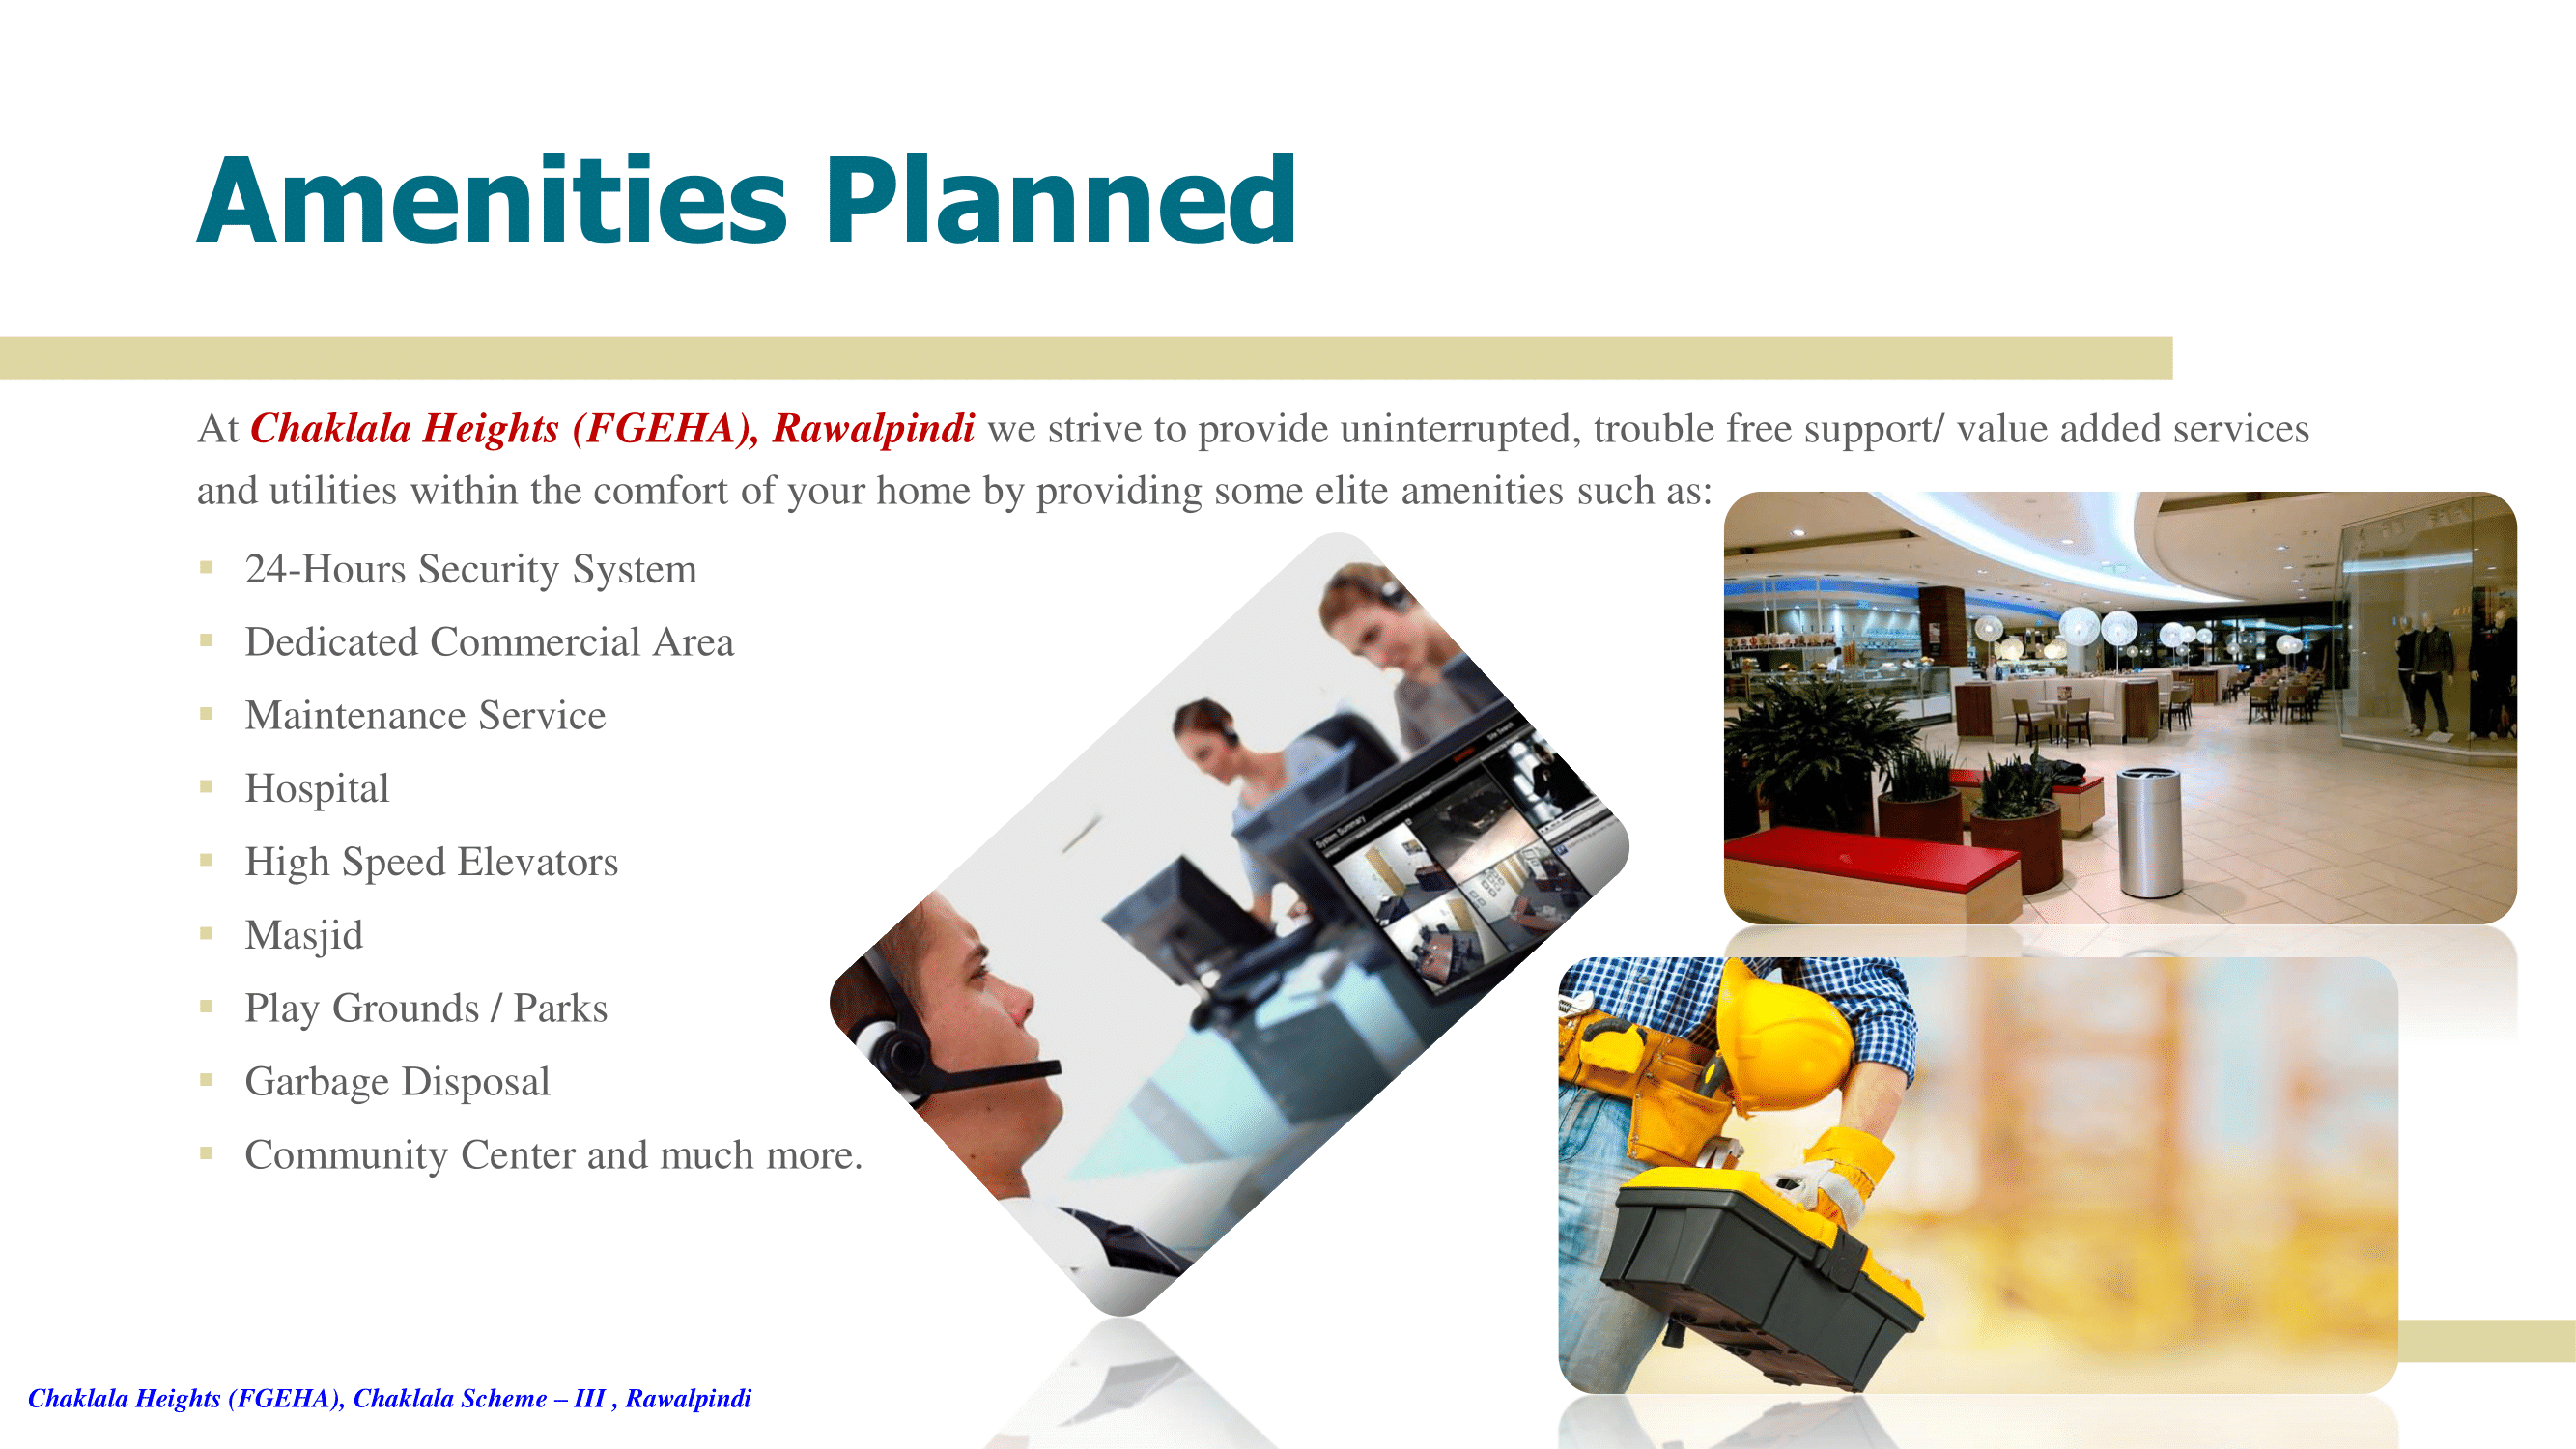 Amenities Planned
At Chaklala Heights (FGEHA), Rawalpindi we strive to provide uninterrupted, trouble free support/ value added services
and utilities within the comfort of your home by providing some elite amenities such as:
24-Hours Security System
Dedicated Commercial Area
Maintenance Service
Hospital
High Speed Elevators
Masjid
Play Grounds / Parks
Garbage Disposal
Community Center and much more.
System Summary
Chaklala Heights (FGEHA), Chaklala Scheme – III , Rawalpindi